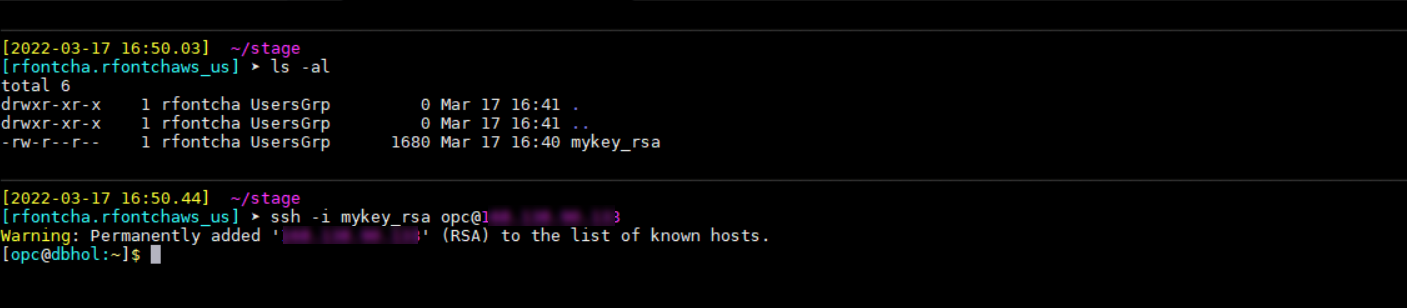 [2022-03-17 16:50.03]  ~/stage
[rfontcha.rfontchaws_us] ➤ ls -al
total 6
drwxr-xr-x    1 rfontcha UsersGrp         0 Mar 17 16:41 .
drwxr-xr-x    1 rfontcha UsersGrp         0 Mar 17 16:41 ..
-rw-r--r--    1 rfontcha UsersGrp      1680 Mar 17 16:40 mykey_rsa
[2022-03-17 16:50.44]  ~/stage
[rfontcha.rfontchaws_us] ➤ ssh -i mykey_rsa opc@
Warning: Permanently added '' (RSA) to the list of known hosts.
[opc@dbhol:~]$